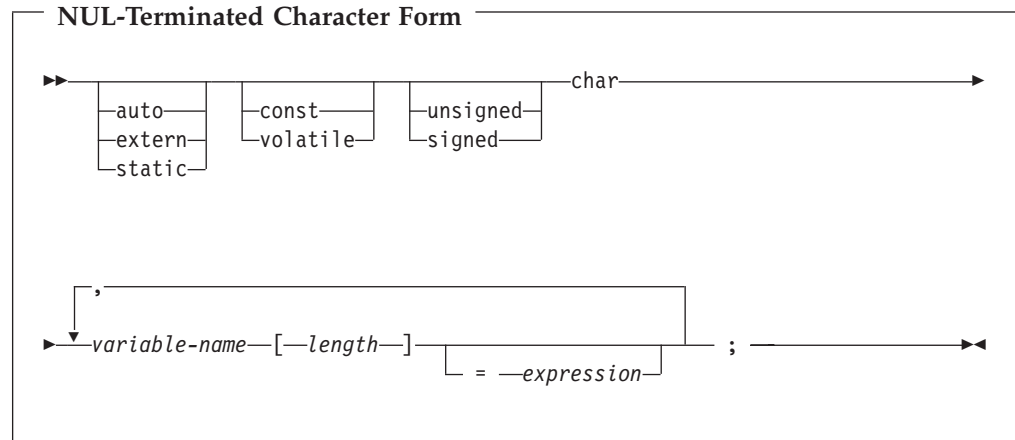 NUL-Terminated Character Form
char
auto const unsigned
extern volatile signed
static
,
variable-name [ length ] ;
= expression